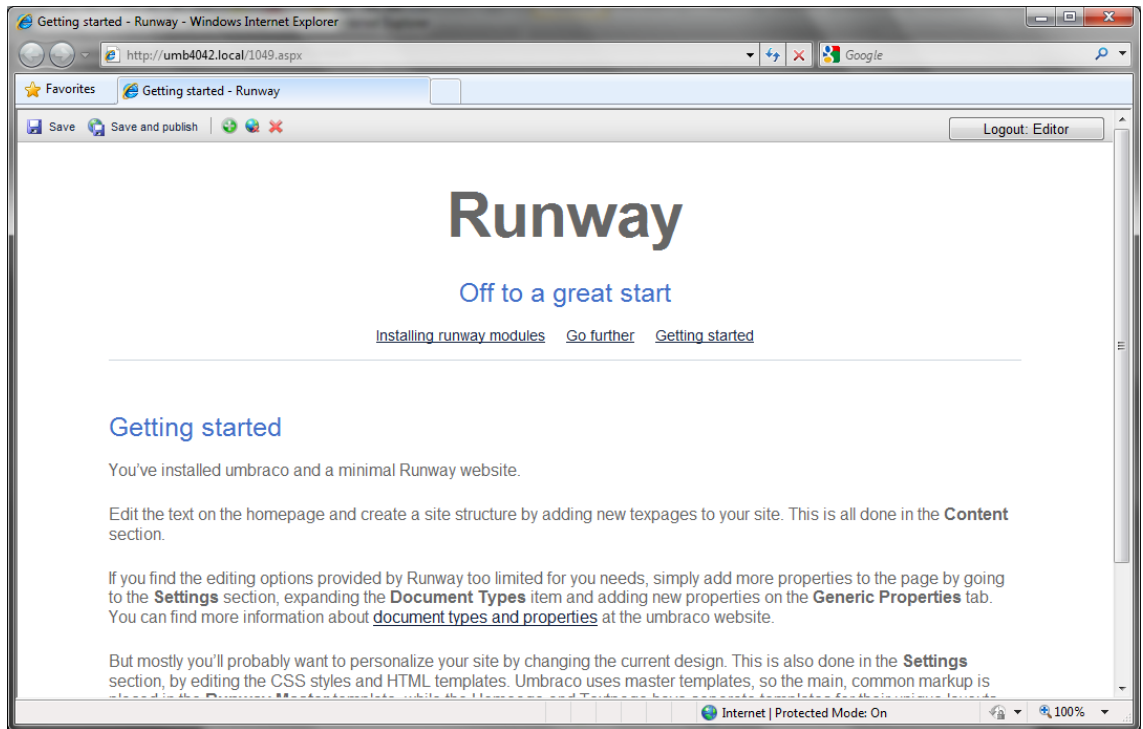 Getting started - Runway - Windows Internet Explorer
http://umb4042.local/1049.aspx
Google
Favorites
Getting started - Runway
Save
Save and publish
Logout: Editor
Runway
Off to a great start
Installing runway modules Go further Getting started
Getting started
You've installed umbraco and a minimal Runway website.
Edit the text on the homepage and create a site structure by adding new texpages to your site. This is all done in the Content
section.
If you find the editing options provided by Runway too limited for you needs, simply add more properties to the page by going
to the Settings section, expanding the Document Types item and adding new properties on the Generic Properties tab.
You can find more information about document types and properties at the umbraco website.
But mostly you'll probably want to personalize your site by changing the current design. This is also done in the Settings
section, by editing the CSS styles and HTML templates. Umbraco uses master templates, so the main, common markup is
Internet | Protected Mode: On
100%